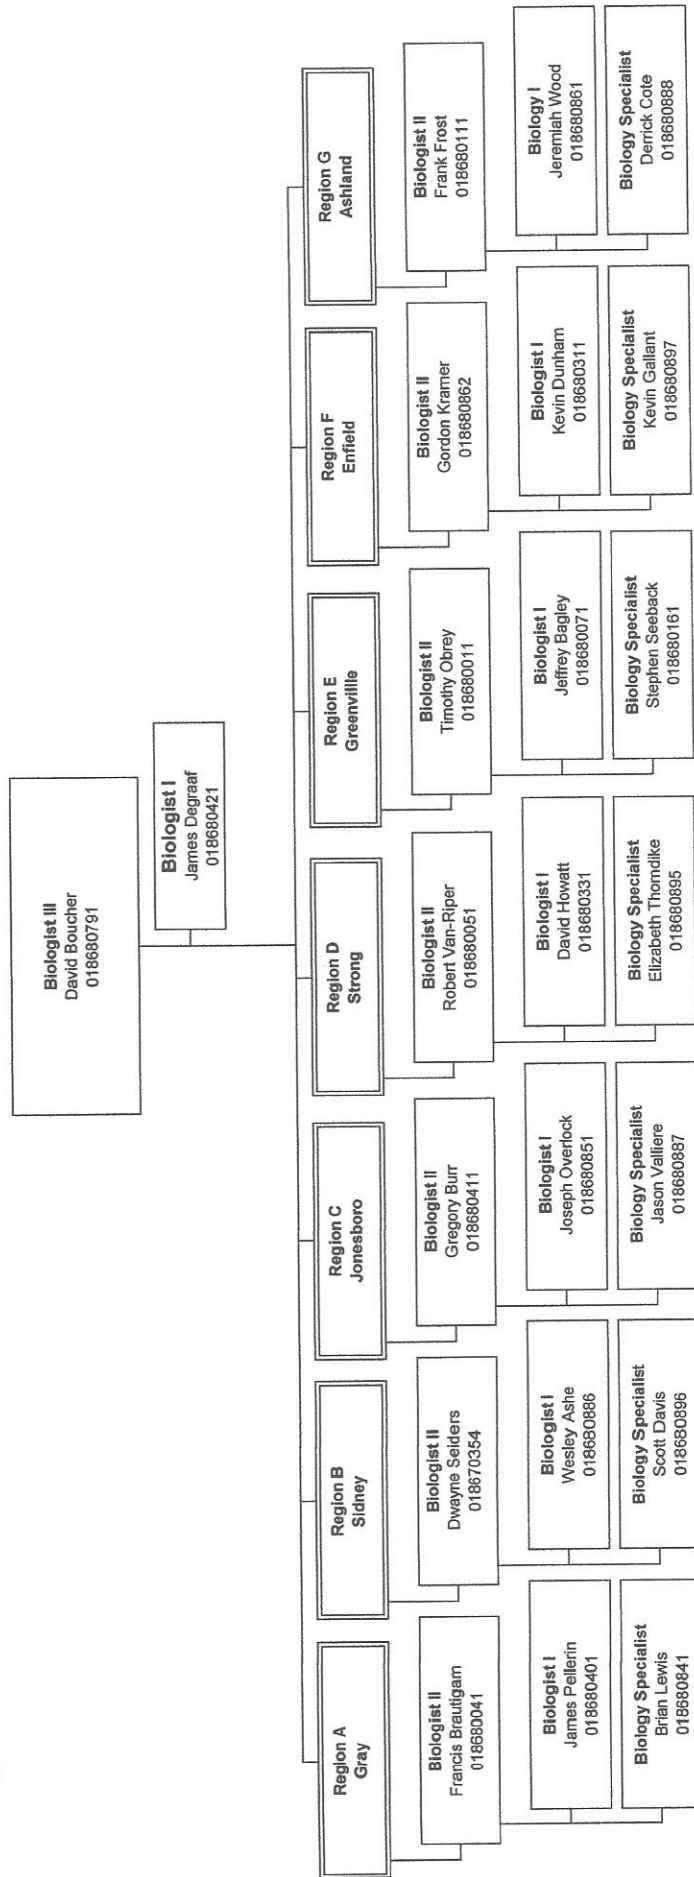 Biologist III
David Boucher
018680791
Biologist I
James Degraaf
018680421
Region A
Gray
Biologist II
Francis Brautigam
018680041
Biologist I
James Pellerin
018680401
Biology Specialist
Brian Lewis
018680841
Region B
Sidney
Biologist II
Dwayne Seiders
018670354
Biologist I
Wesley Ashe
018680886
Biology Specialist
Scott Davis
018680896
Region C
Jonesboro
Biologist II
Gregory Burr
018680411
Biologist I
Joseph Overlock
018680851
Biology Specialist
Jason Valliere
018680887
Region D
Strong
Biologist II
Robert Van-Riper
018680051
Biologist I
David Howatt
018680331
Biology Specialist
Elizabeth Thorndike
018680895
Region E
Greenvillle
Biologist II
Timothy Obrey
018680011
Biologist I
Jeffrey Bagley
018680071
Biology Specialist
Stephen Seeback
018680161
Region F
Enfield
Biologist II
Gordon Kramer
018680862
Biologist I
Kevin Dunham
018680311
Biology Specialist
Kevin Gallant
018680897
Region G
Ashland
Biologist II
Frank Frost
018680111
Biology I
Jeremiah Wood
018680861
Biology Specialist
Derrick Cote
018680888